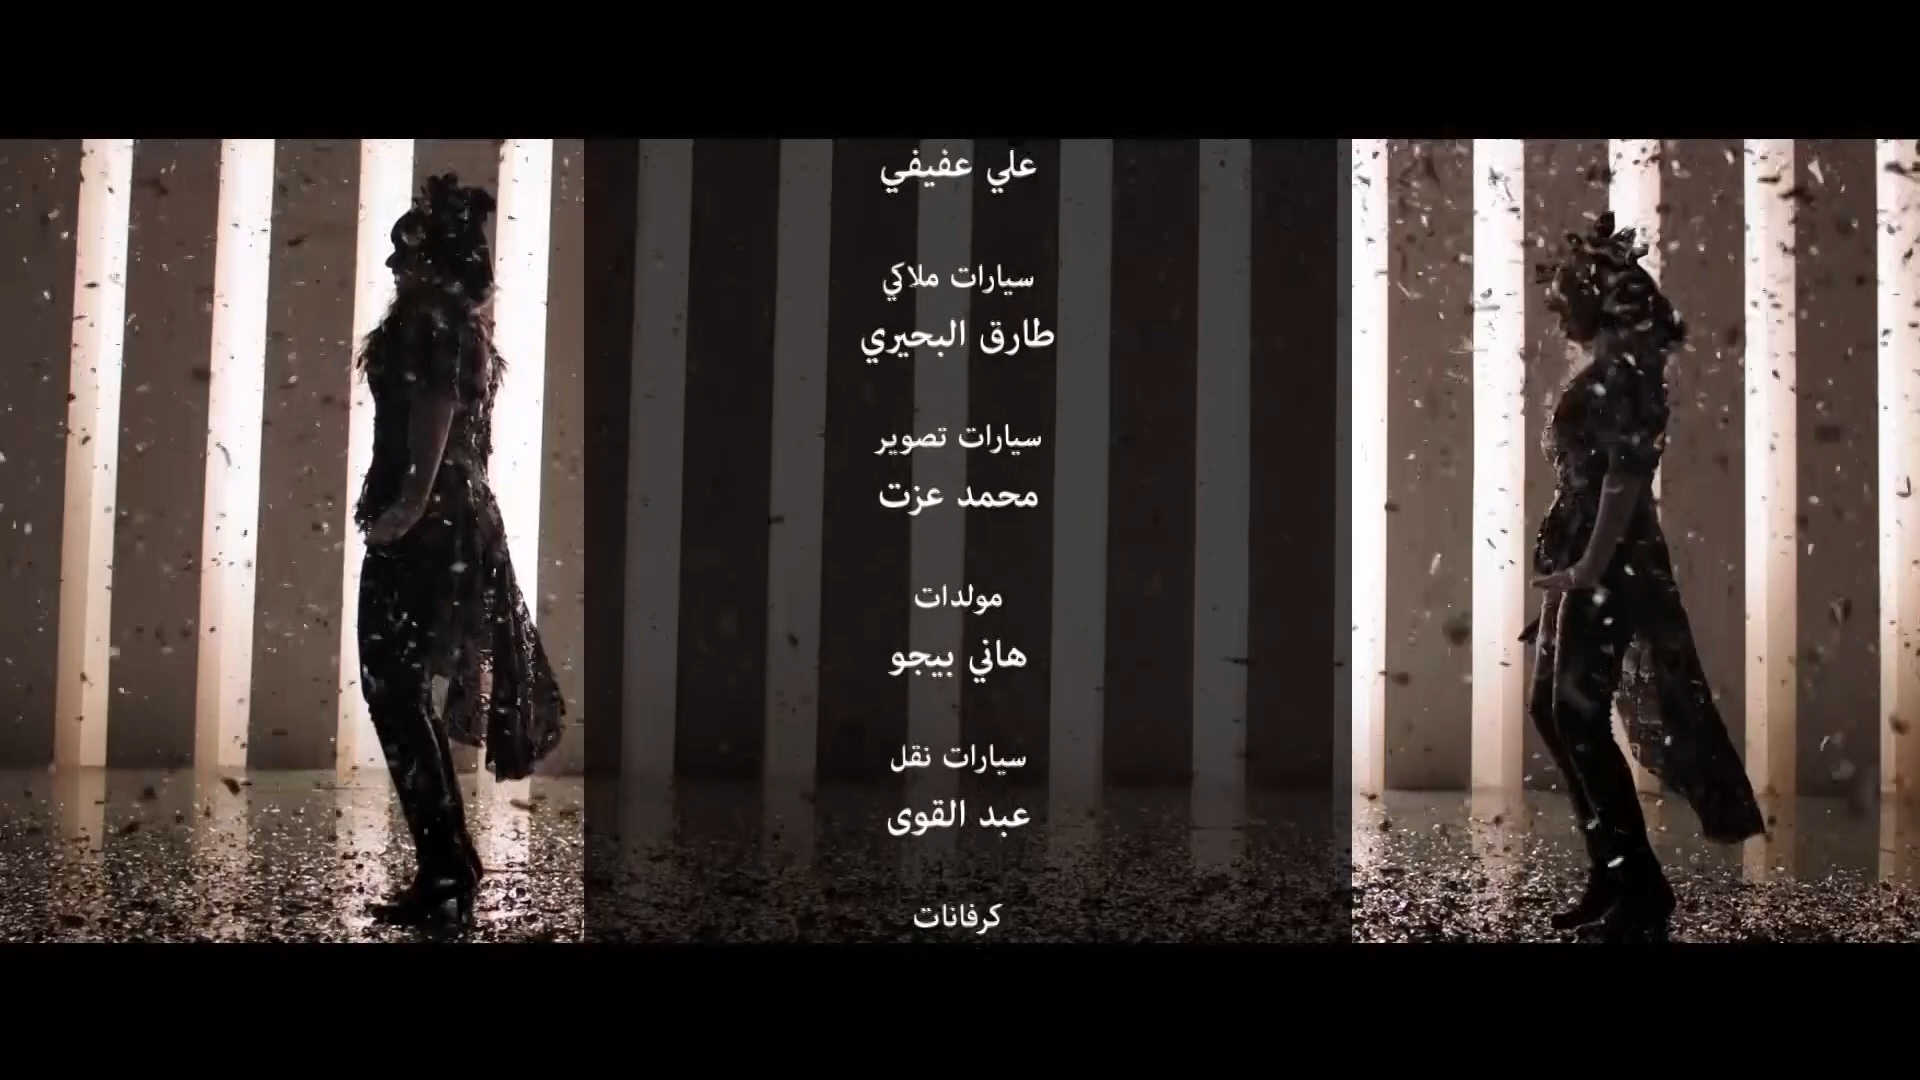 علي عفيفي
سيارات ملاكي
طارق البحيري
سيارات تصوير
محمد عزت
مولدات
هاني بيجو
سيارات نقل
عبد القوى
كرفانات